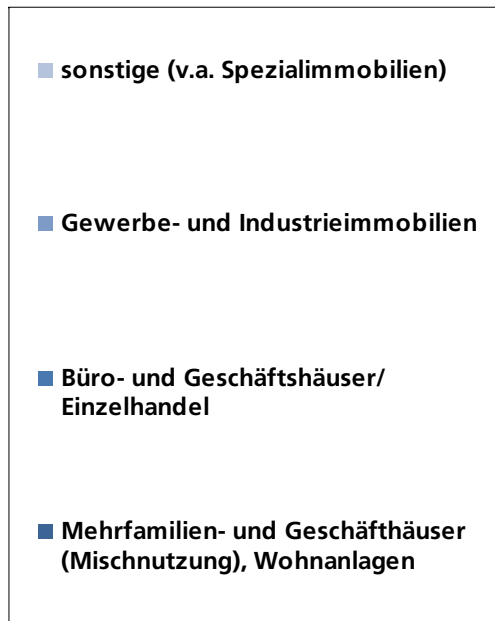 sonstige (v.a. Spezialimmobilien)
Gewerbe- und Industrieimmobilien
Büro- und Geschäftshäuser/
Einzelhandel
Mehrfamilien- und Geschäfthäuser
(Mischnutzung), Wohnanlagen